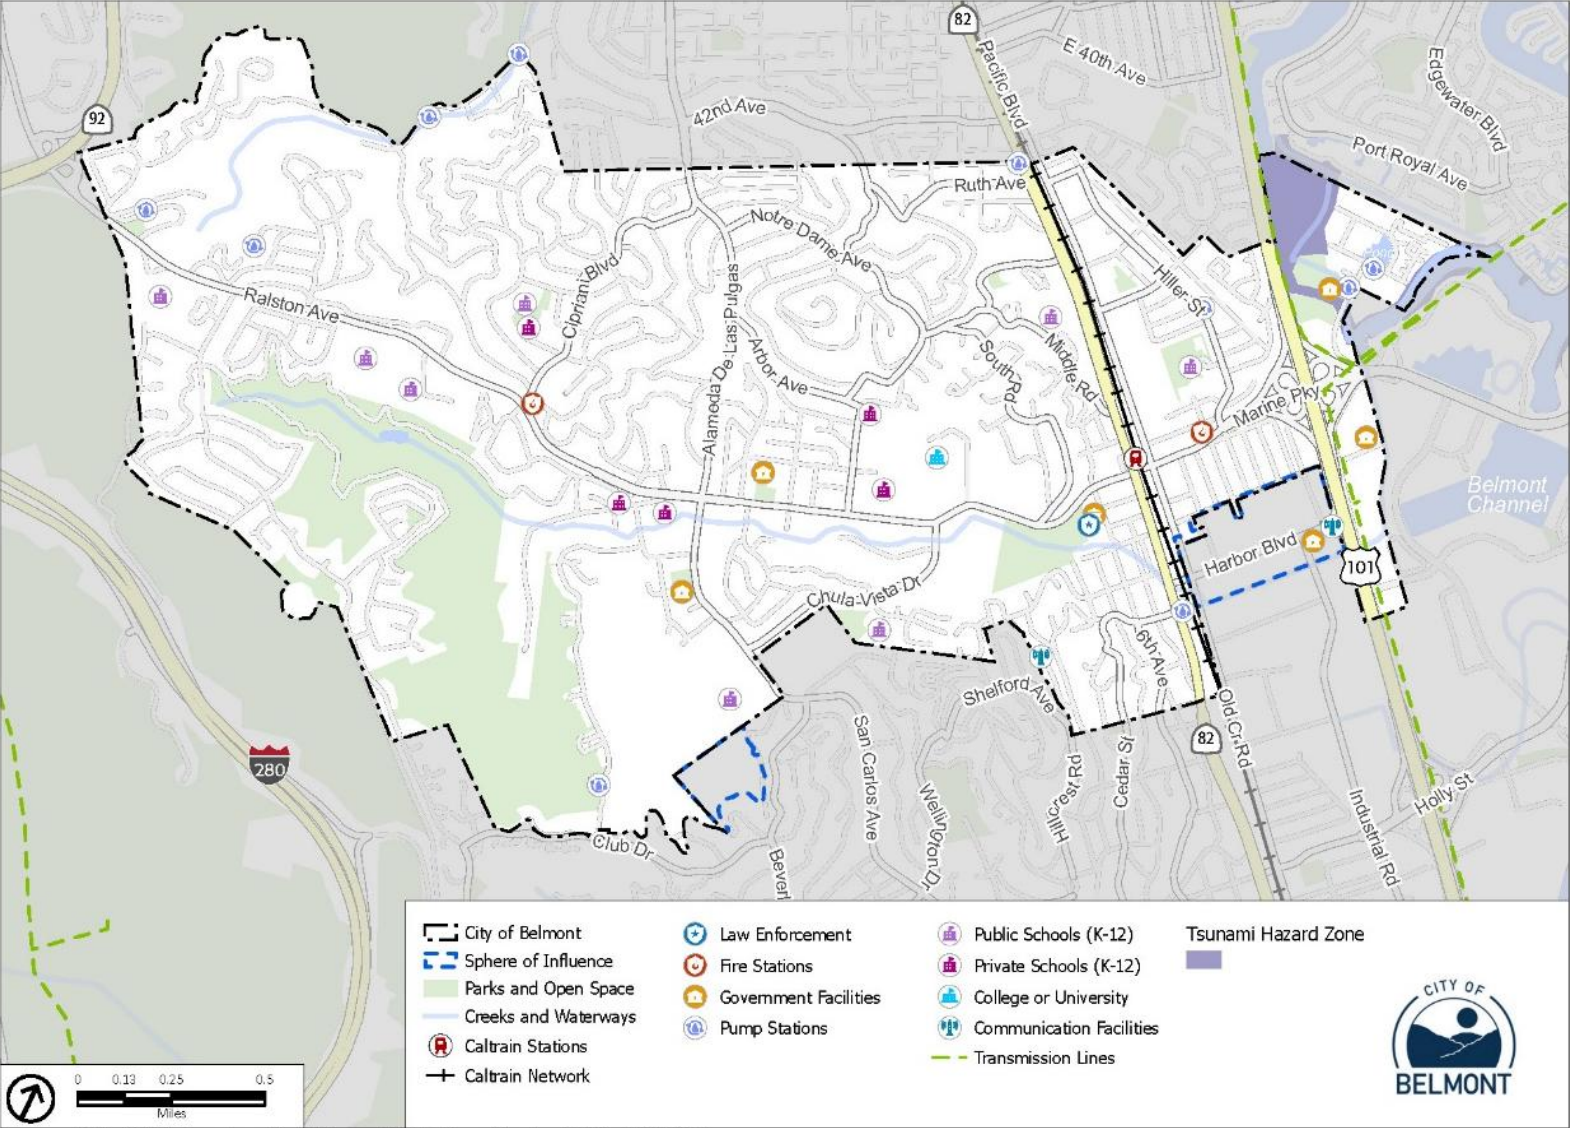 82
E 40th Ave
Edgewater Blvd
Pacific Blvd
42nd Ave
92
Port Royal Ave
Ruth Ave
Notre Dame Ave
Cipriani Blvd
Hiller St
Ralston Ave
Alameda De Las Pulgas
Arbor Ave
South Rd
Middle Rd
Marine Pky
Belmont
Channel
Harbor Blvd
101
Chula Vista Dr
6th Ave
Shelford Ave
Old Cr Rd
82
280
San Carlos Ave
Cedar St
Hillcrest Rd
Wellington Dr
Holly St
Industrial Rd
Club Dr
Beverl
City of Belmont
Sphere of Influence
Parks and Open Space
Creeks and Waterways
Caltrain Stations
Caltrain Network
Law Enforcement
Fire Stations
Government Facilities
Pump Stations
Public Schools (K-12)
Private Schools (K-12)
College or University
Communication Facilities
Transmission Lines
Tsunami Hazard Zone
0 0.13 0.25 0.5
Miles
CITY OF
BELMONT